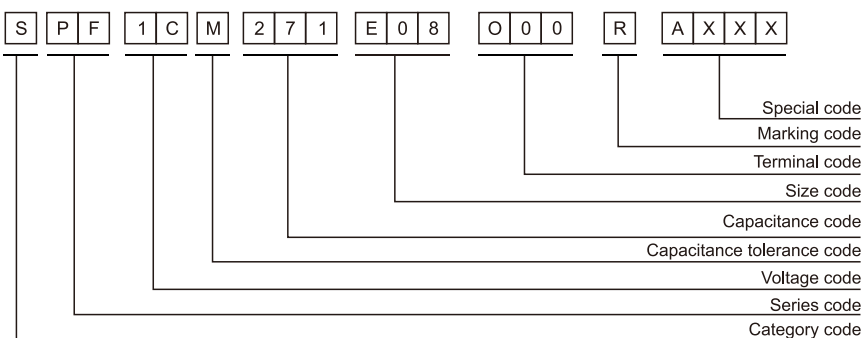 S P F 1 C M 2 7 1 E 0 8 O 0 0 R A X X X
Special code
Marking code
Terminal code
Size code
Capacitance code
Capacitance tolerance code
Voltage code
Series code
Category code